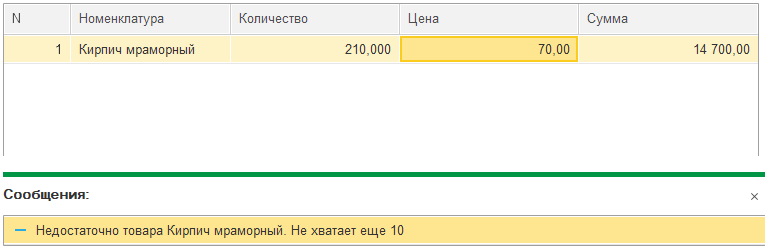 N Номенклатура Количество Цена Сумма
1 Кирпич мраморный 210,000 70,00 14 700,00
Сообщения:
Недостаточно товара Кирпич мраморный. Не хватает еще 10